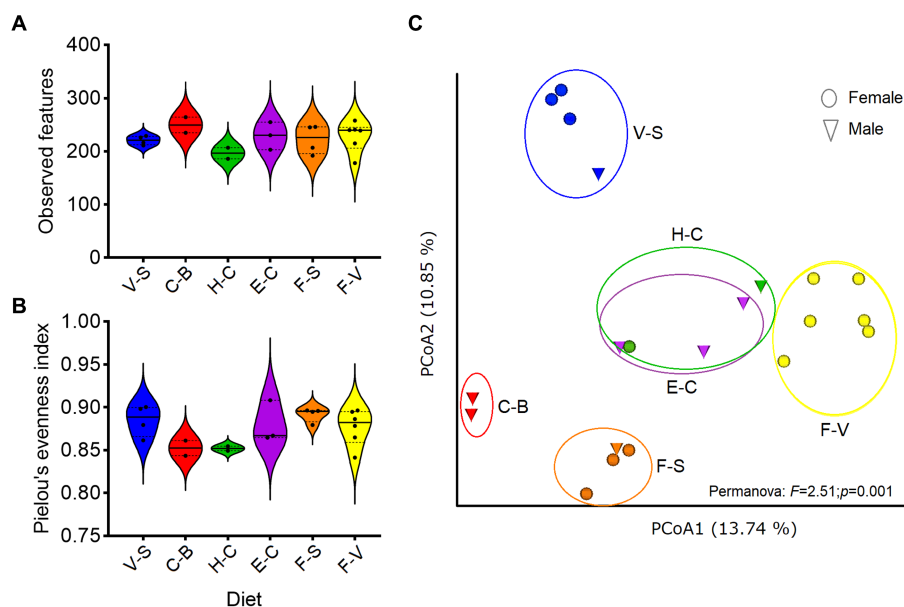 A
Observed features
400
300
200
100
0
V-S
C-B
H-C
E-C
F-S
F-V
B
Pielou's evenness index
1.00
0.95
0.90
0.85
0.80
0.75
V-S
C-B
H-C
E-C
F-S
F-V
Diet
C
Female
Male
V-S
H-C
E-C
C-B
F-S
F-V
PCoA2 (10.85 %)
Permanova: F=2.51;p=0.001
PCoA1 (13.74 %)